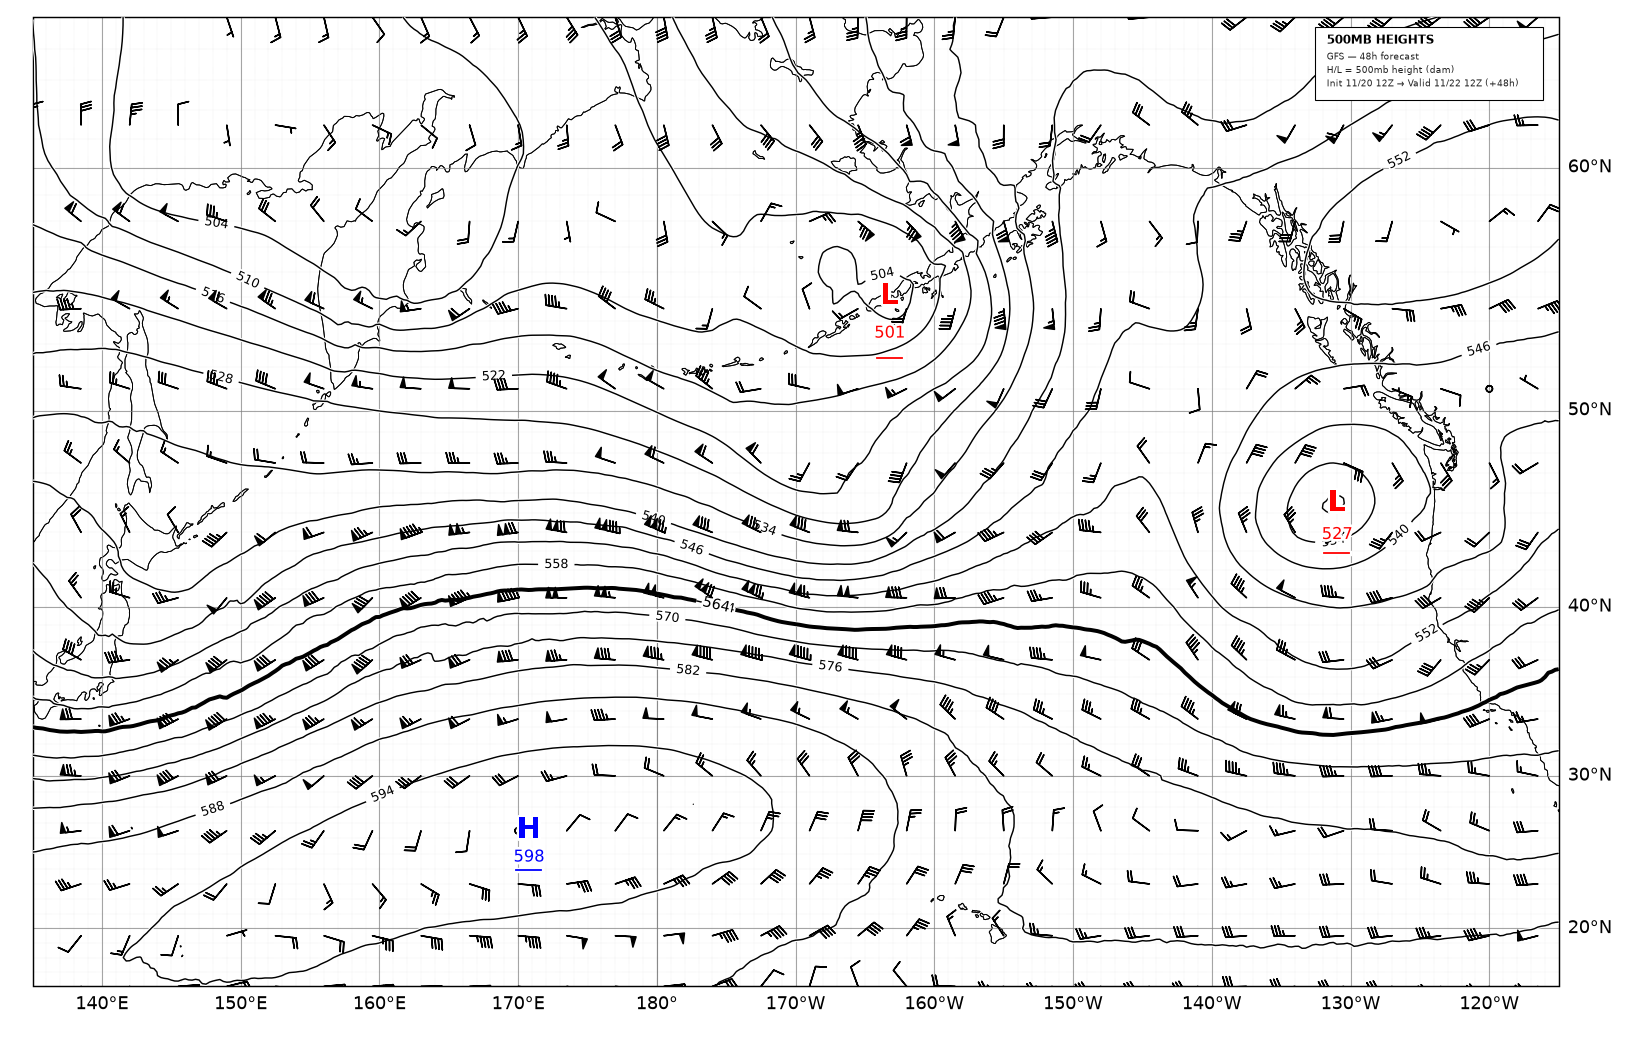 500MB HEIGHTS
GFS — 48h forecast
H/L = 500mb height (dam)
Init 11/20 12Z → Valid 11/22 12Z (+48h)
552
60°N
504
504
510
516
L
501
546
528
522
50°N
L
527
540
534
540
546
558
564
570
40°N
552
576
582
588
594
30°N
H
598
20°N
140°E
150°E
160°E
170°E
180°
170°W
160°W
150°W
140°W
130°W
120°W